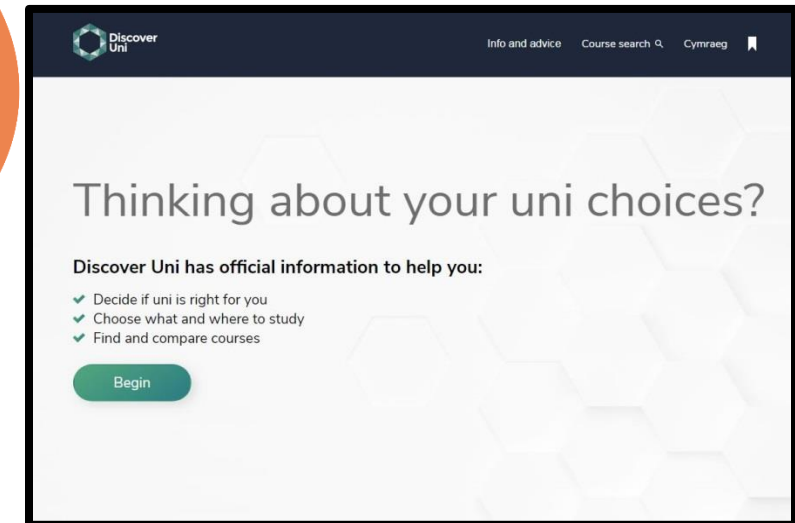 Discover
Uni
Info and advice
Course search
Cymraeg
Thinking about your uni choices?
Discover Uni has official information to help you:
Decide if uni is right for you
Choose what and where to study
Find and compare courses
Begin